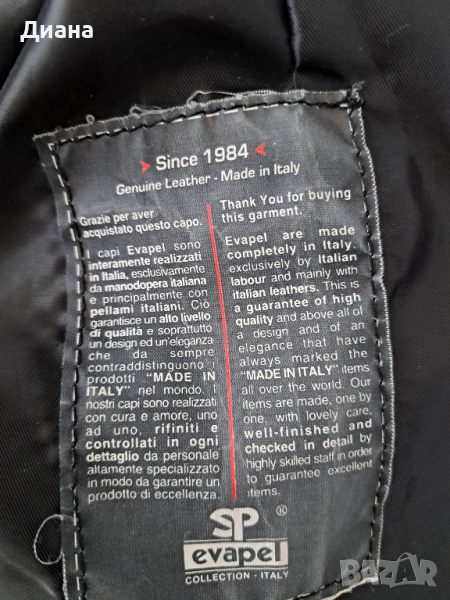 Диана
Since 1984
Genuine Leather - Made in Italy
Grazie per aver
acquistato questo capo.
I capi Evapel sono
interamente realizzati
in Italia, esclusivamente
da manodopera italiana
e principalmente con
pellami italiani. Ciò
garantisce un alto livello
di qualità e soprattutto
un design ed un'eleganza
che da sempre
contraddistinguono i
prodotti "MADE IN
ITALY" nel mondo. I
nostri capi sono realizzati
con cura e amore, uno
ad uno, rifiniti e
controllati in ogni
dettaglio da personale
altamente specializzato
in modo da garantire un
prodotto di eccellenza.
Thank You for buying
this garment.
Evapel are made
completely in Italy,
exclusively by Italian
labour and mainly with
italian leathers. This is
a guarantee of high
quality and above all of
a design and of an
elegance that have
always marked the
"MADE IN ITALY" items
all over the world. Our
items are made, one by
one, with lovely care,
well-finished and
checked in detail by
highly skilled staff in order
to guarantee excellent
items.
SP ®
evapel
COLLECTION - ITALY
BAZAR